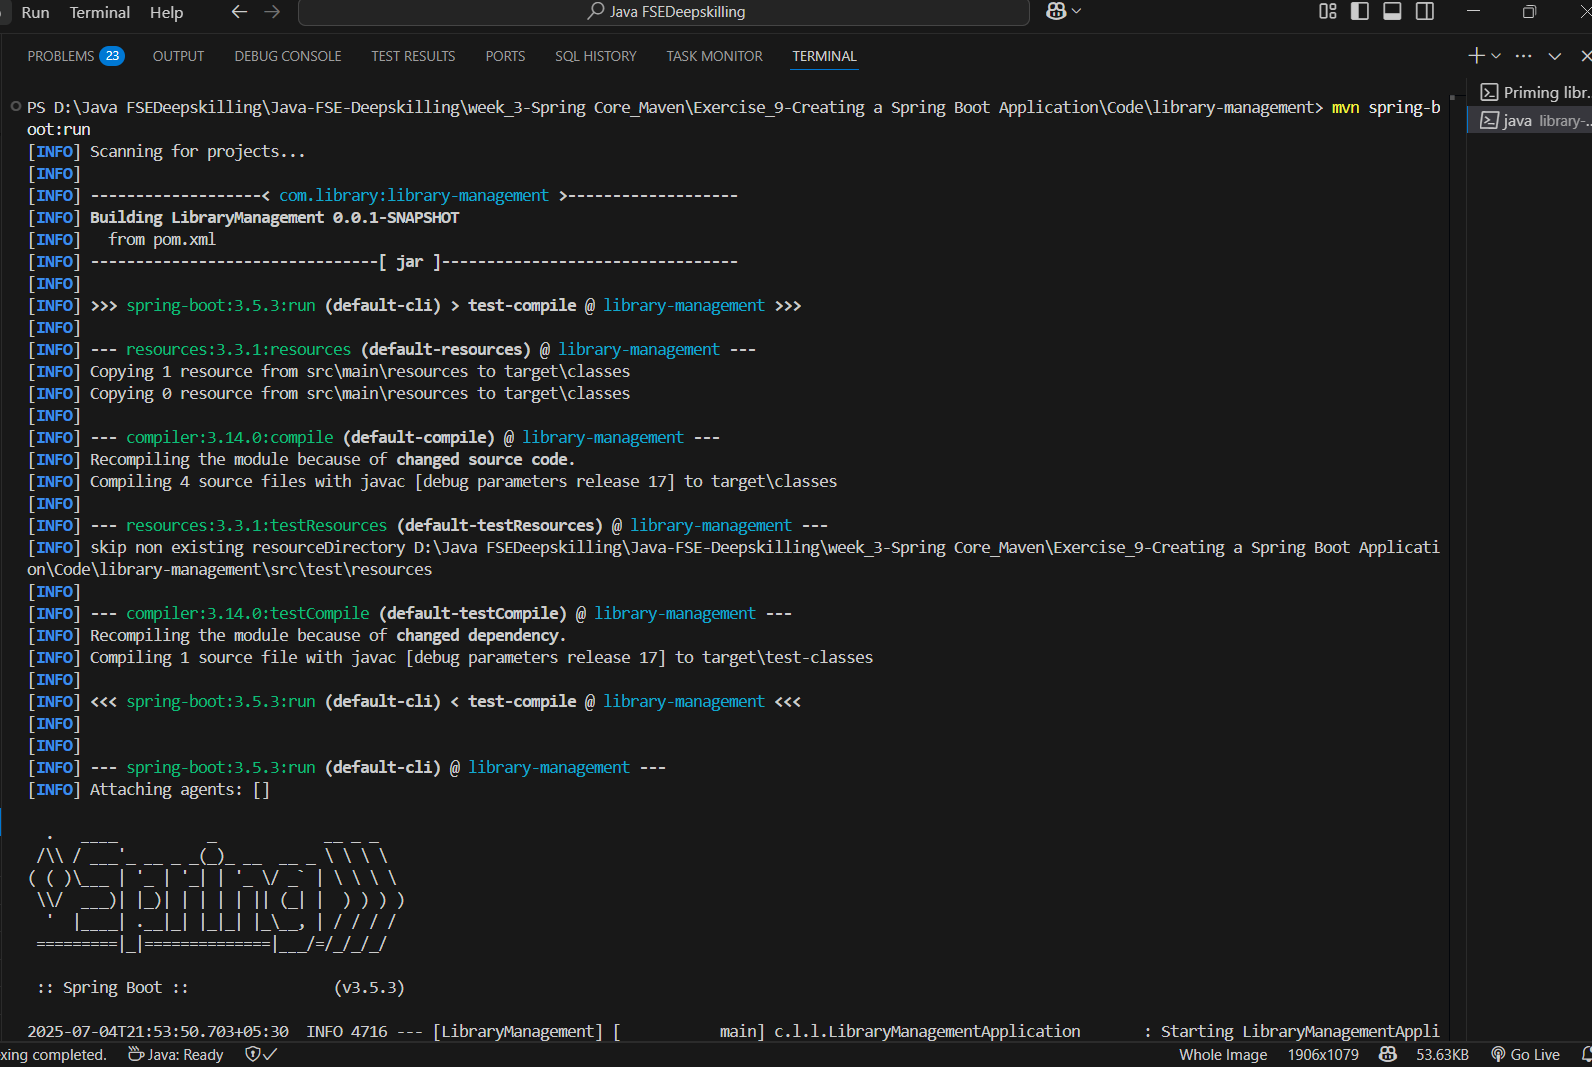 Run Terminal Help ← → Java FSEDeepskilling
PROBLEMS 23 OUTPUT DEBUG CONSOLE TEST RESULTS PORTS SQL HISTORY TASK MONITOR TERMINAL
Priming libr...
java library-...
PS D:\Java FSEDeepskilling\Java-FSE-Deepskilling\week_3-Spring Core_Maven\Exercise_9-Creating a Spring Boot Application\Code\library-management> mvn spring-b
oot:run
[INFO] Scanning for projects...
[INFO]
[INFO] -------------------< com.library:library-management >-------------------
[INFO] Building LibraryManagement 0.0.1-SNAPSHOT
[INFO]   from pom.xml
[INFO] --------------------------------[ jar ]---------------------------------
[INFO]
[INFO] >>> spring-boot:3.5.3:run (default-cli) > test-compile @ library-management >>>
[INFO]
[INFO] --- resources:3.3.1:resources (default-resources) @ library-management ---
[INFO] Copying 1 resource from src\main\resources to target\classes
[INFO] Copying 0 resource from src\main\resources to target\classes
[INFO]
[INFO] --- compiler:3.14.0:compile (default-compile) @ library-management ---
[INFO] Recompiling the module because of changed source code.
[INFO] Compiling 4 source files with javac [debug parameters release 17] to target\classes
[INFO]
[INFO] --- resources:3.3.1:testResources (default-testResources) @ library-management ---
[INFO] skip non existing resourceDirectory D:\Java FSEDeepskilling\Java-FSE-Deepskilling\week_3-Spring Core_Maven\Exercise_9-Creating a Spring Boot Applicati
on\Code\library-management\src\test\resources
[INFO]
[INFO] --- compiler:3.14.0:testCompile (default-testCompile) @ library-management ---
[INFO] Recompiling the module because of changed dependency.
[INFO] Compiling 1 source file with javac [debug parameters release 17] to target\test-classes
[INFO]
[INFO] <<< spring-boot:3.5.3:run (default-cli) < test-compile @ library-management <<<
[INFO]
[INFO]
[INFO] --- spring-boot:3.5.3:run (default-cli) @ library-management ---
[INFO] Attaching agents: []
Spring
:: Spring Boot ::                (v3.5.3)
2025-07-04T21:53:50.703+05:30  INFO 4716 --- [LibraryManagement] [           main] c.l.l.LibraryManagementApplication       : Starting LibraryManagementAppli
xing completed. Java: Ready Whole Image 1906x1079 53.63KB Go Live